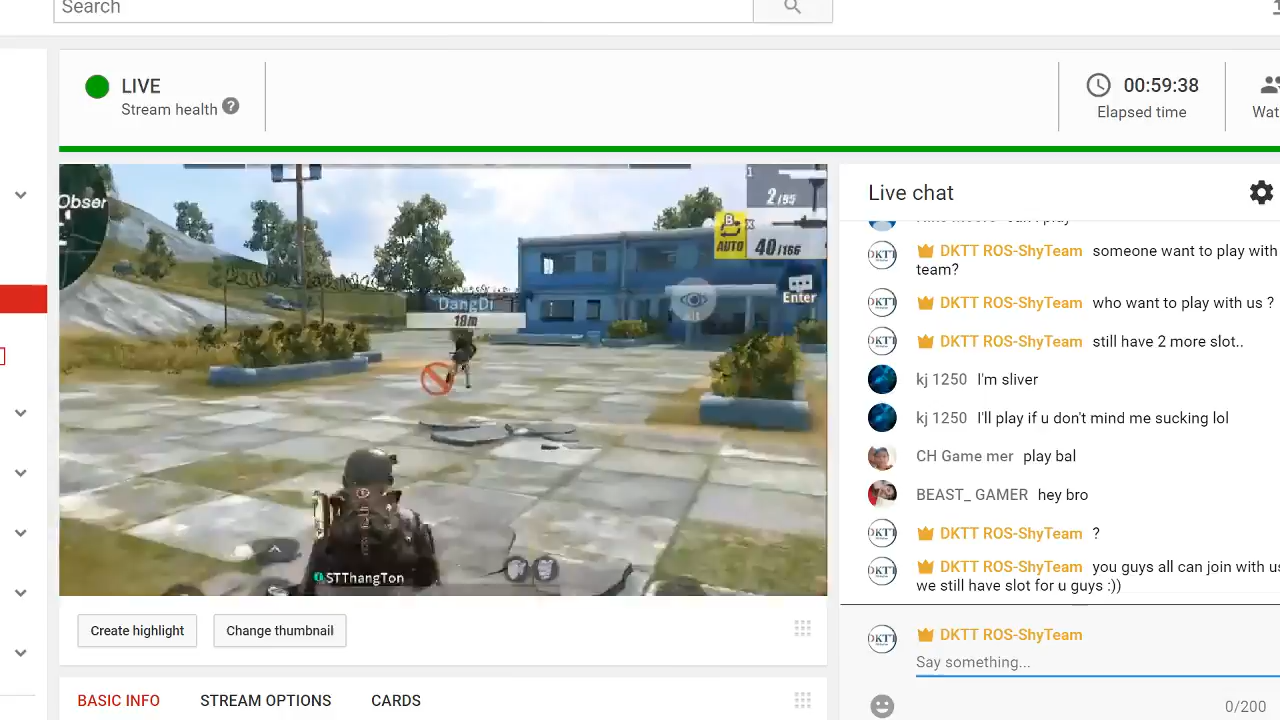 Search
LIVE
Stream health ?
00:59:38
Elapsed time
Obser
1
2/95
B
X
AUTO
40/166
Enter
DangDi
18m
STThangTon
Live chat
DKTT ROS-ShyTeam someone want to play with
team?
DKTT ROS-ShyTeam who want to play with us ?
DKTT ROS-ShyTeam still have 2 more slot..
kj 1250 I'm sliver
kj 1250 I'll play if u don't mind me sucking lol
CH Game mer play bal
BEAST_ GAMER hey bro
DKTT ROS-ShyTeam ?
DKTT ROS-ShyTeam you guys all can join with us
we still have slot for u guys :))
DKTT ROS-ShyTeam
Say something...
0/200
Create highlight
Change thumbnail
BASIC INFO
STREAM OPTIONS
CARDS